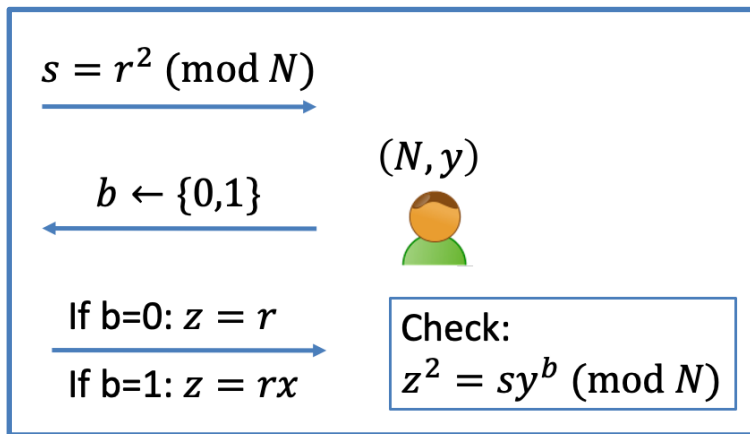 s = r² (mod N)
(N, y)
b ← {0,1}
If b=0: z = r
If b=1: z = rx
Check:
z² = sy^b (mod N)